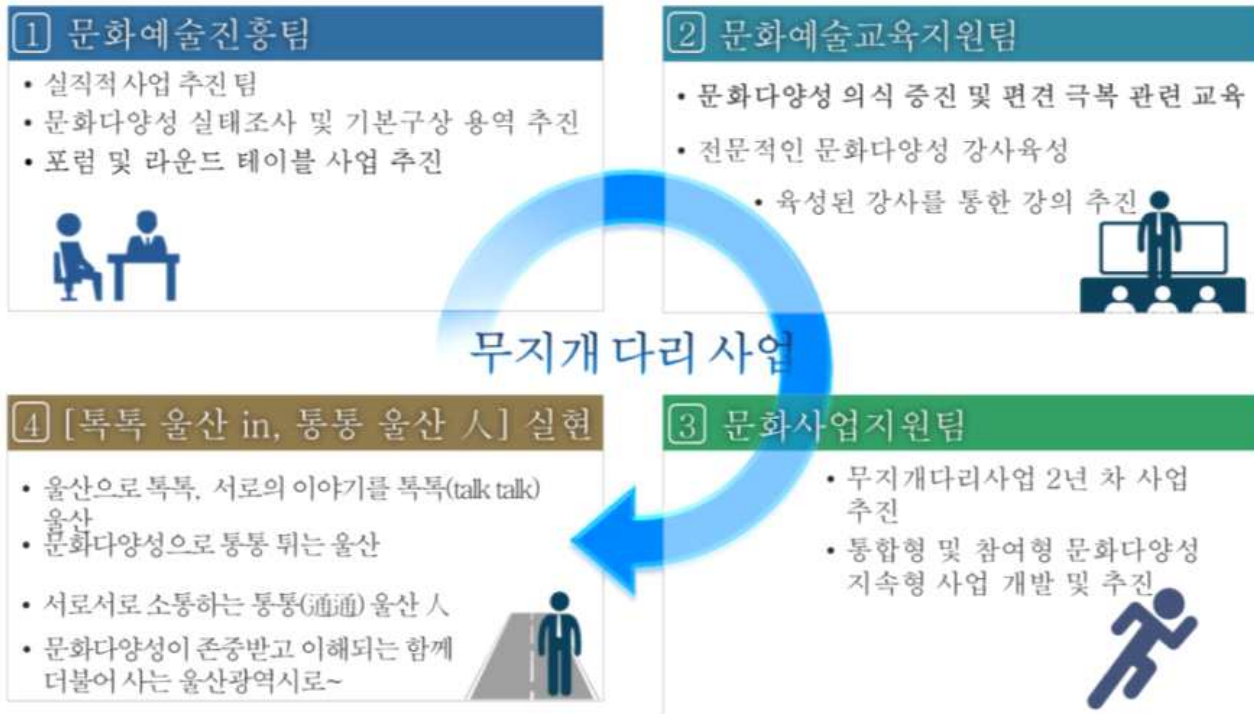 1 문화예술진흥팀
• 실직적 사업 추진 팀
• 문화다양성 실태조사 및 기본구상 용역 추진
• 포럼 및 라운드 테이블 사업 추진
2 문화예술교육지원팀
• 문화다양성 의식 증진 및 편견 극복 관련 교육
• 전문적인 문화다양성 강사육성
• 육성된 강사를 통한 강의 추진
무지개 다리 사업
3 문화사업지원팀
• 무지개다리사업 2년 차 사업
추진
• 통합형 및 참여형 문화다양성
지속형 사업 개발 및 추진
4 [톡톡 울산 in, 통통 울산 人] 실현
• 울산으로 톡톡, 서로의 이야기를 톡톡(talk talk)
울산
• 문화다양성으로 통통 튀는 울산
• 서로서로 소통하는 통통(通通) 울산 人
• 문화다양성이 존중받고 이해되는 함께
더불어 사는 울산광역시로~